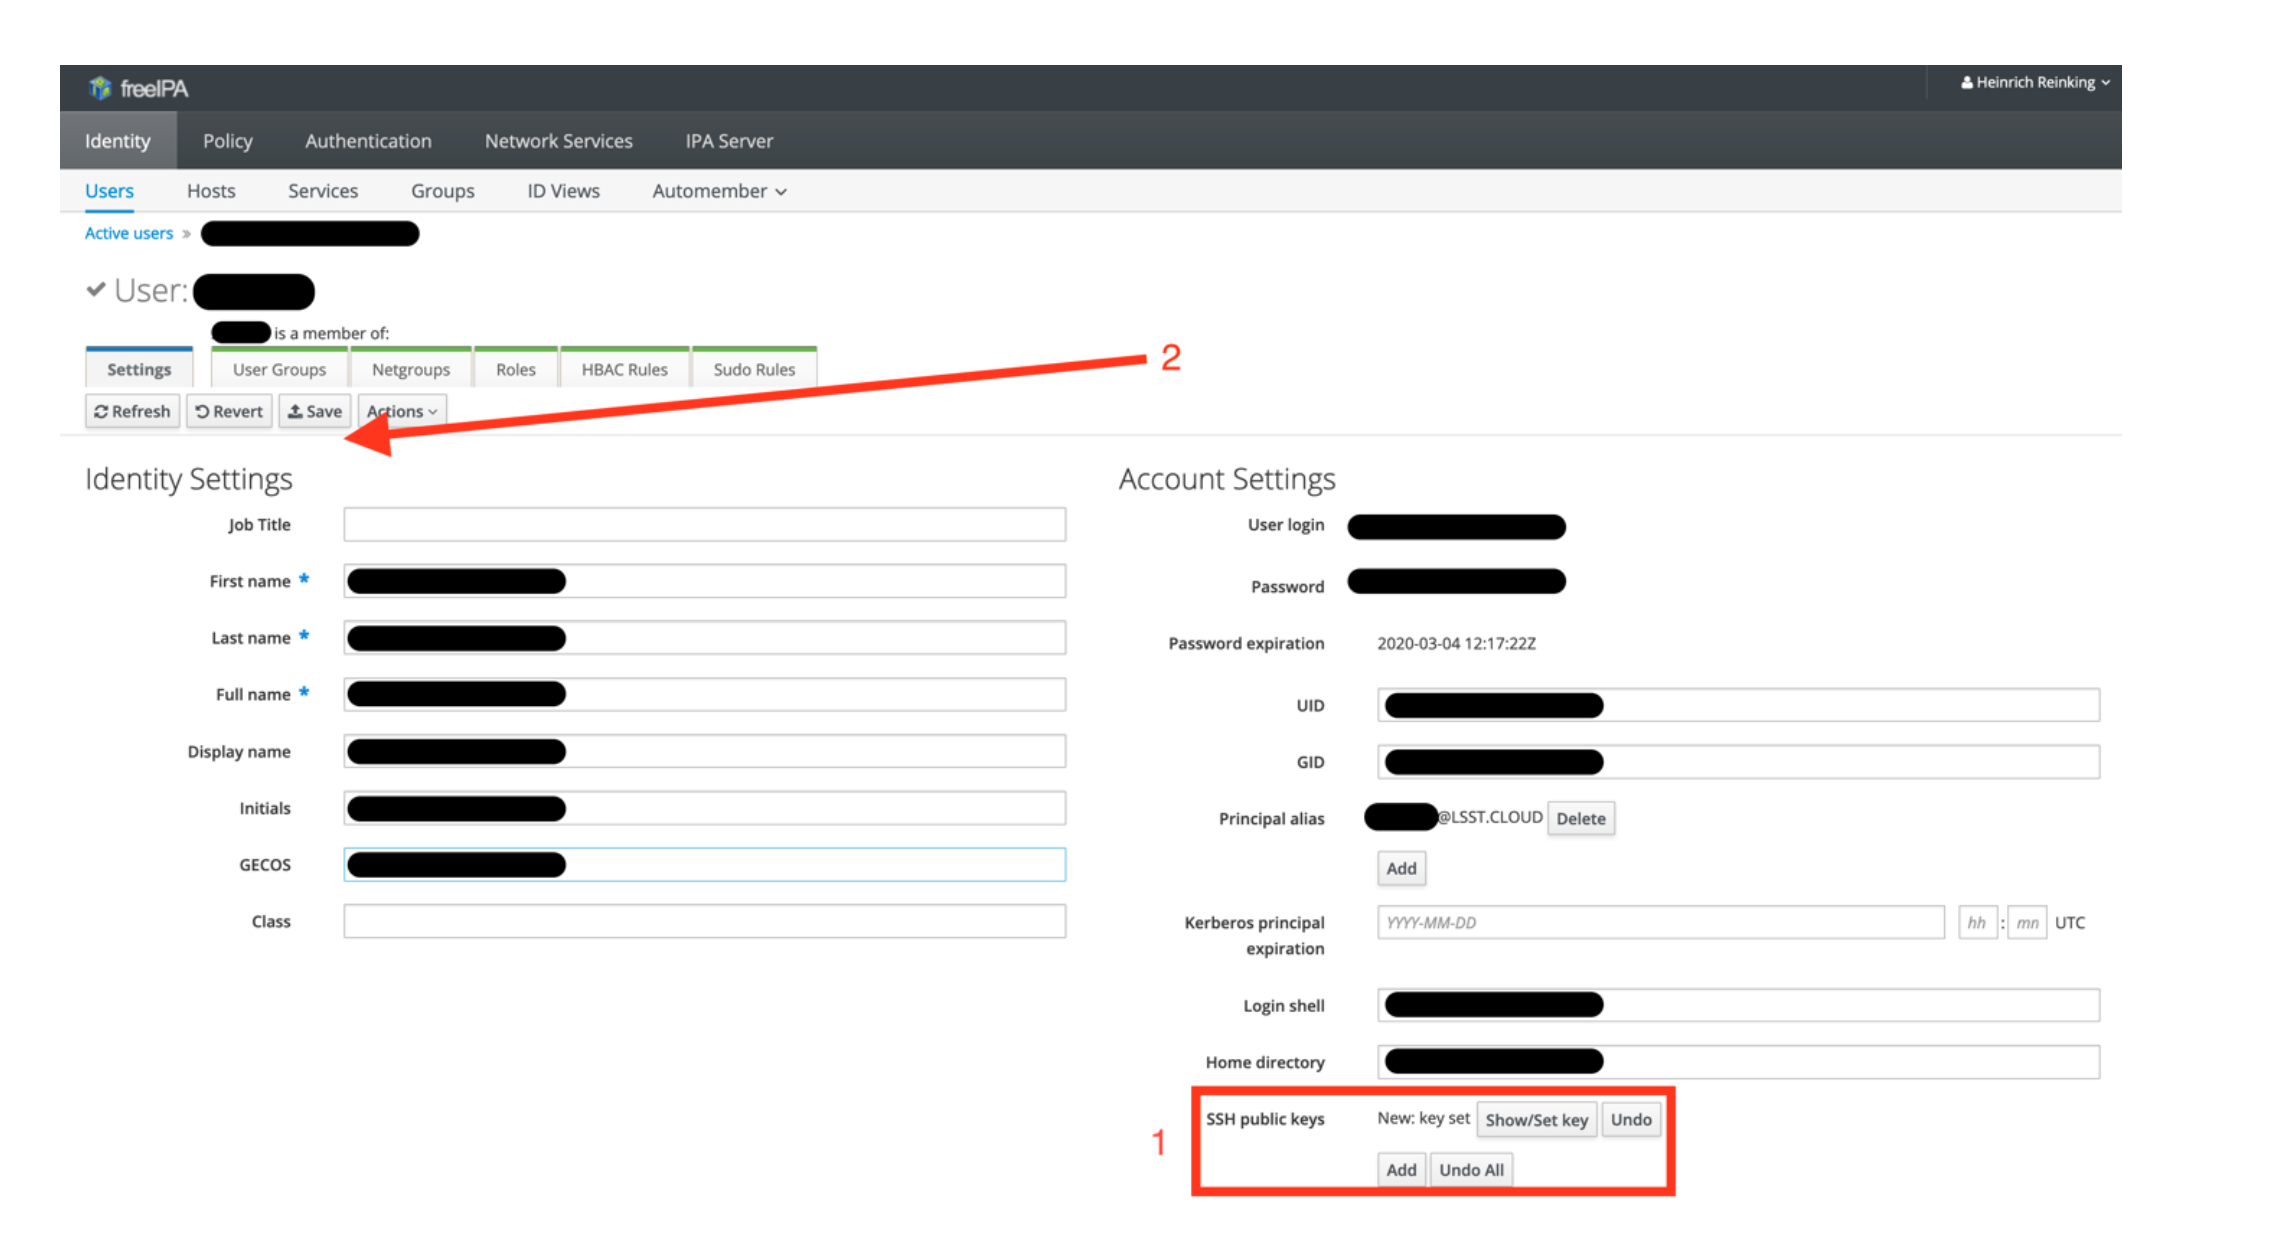 freeIPA
Heinrich Reinking
Identity Policy Authentication Network Services IPA Server
Users Hosts Services Groups ID Views Automember
Active users »
User:
is a member of:
2
Settings User Groups Netgroups Roles HBAC Rules Sudo Rules
Refresh Revert Save Actions
Identity Settings
Job Title
First name *
Last name *
Full name *
Display name
Initials
GECOS
Class
Account Settings
User login
Password
Password expiration 2020-03-04 12:17:22Z
UID
GID
Principal alias @LSST.CLOUD Delete
Add
Kerberos principal expiration YYYY-MM-DD hh : mn UTC
Login shell
Home directory
1
SSH public keys New: key set Show/Set key Undo
Add Undo All